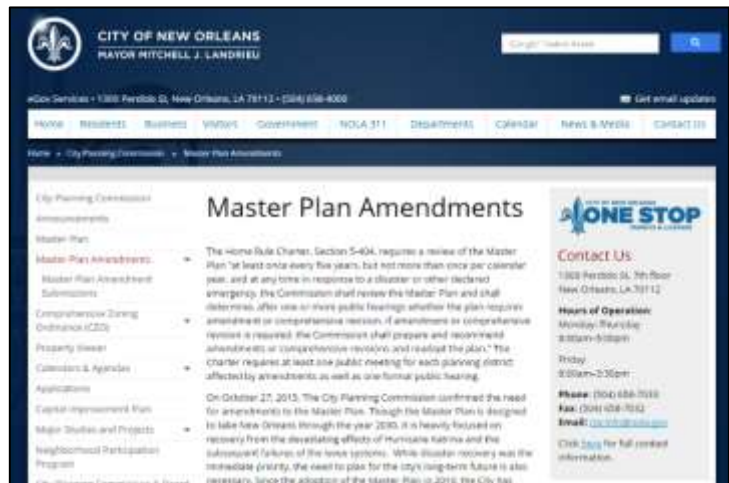 CITY OF NEW ORLEANS
MAYOR MITCHELL J. LANDRIEU
eGov Services • 1300 Perdido St, New Orleans, LA 70112 • (504) 658-4000
Get email updates
Home Residents Business Visitors Government NOLA 311 Departments Calendar News & Media Contact Us
Home » City Planning Commission » Master Plan Amendments
City Planning Commission
Announcements
Master Plan
Master Plan Amendments
Master Plan Amendment
Submissions
Comprehensive Zoning
Ordinance (CZO)
Property Viewer
Calendars & Agendas
Applications
Capital Improvement Plan
Major Studies and Projects
Neighborhood Participation
Program
Master Plan Amendments
The Home Rule Charter, Section 5-404, requires a review of the Master
Plan "at least once every five years, but not more than once per calendar
year, and at any time in response to a disaster or other declared
emergency, the Commission shall review the Master Plan and shall
determine, after one or more public hearings whether the plan requires
amendment or comprehensive revision. If amendment or comprehensive
revision is required, the Commission shall prepare and recommend
amendments or comprehensive revisions and readopt the plan." The
charter requires at least one public meeting for each planning district
affected by amendments as well as one formal public hearing.
On October 27, 2015, The City Planning Commission confirmed the need
for amendments to the Master Plan. Though the Master Plan is designed
to take New Orleans through the year 2030, it is heavily focused on
recovery from the devastating effects of Hurricane Katrina and the
subsequent failures of the levee systems. While disaster recovery was the
immediate priority, the need to plan for the city's long-term future is also
necessary. Since the adoption of the Master Plan in 2010, the City has
CITY OF NEW ORLEANS
ONE STOP
PERMITS & LICENSES
Contact Us
1300 Perdido St, 7th Floor
New Orleans, LA 70112
Hours of Operation:
Monday-Thursday
8:00am-5:00pm
Friday
8:00am-3:30pm
Phone: (504) 658-7033
Fax: (504) 658-7032
Email:
Click here for full contact
information.